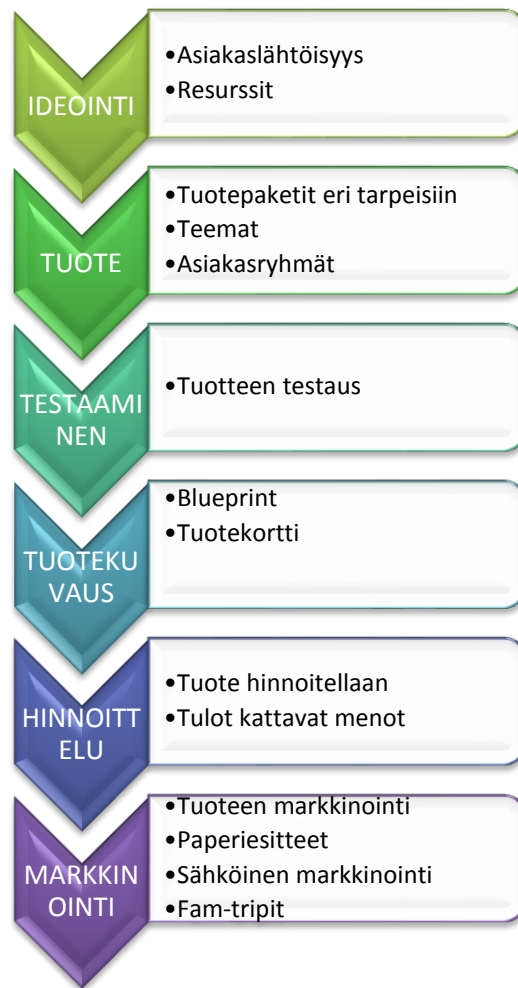 IDEOINTI
•Asiakaslähtöisyys
•Resurssit
TUOTE
•Tuotepaketit eri tarpeisiin
•Teemat
•Asiakasryhmät
TESTAAMI
NEN
•Tuotteen testaus
TUOTEKU
VAUS
•Blueprint
•Tuotekortti
HINNOITT
ELU
•Tuote hinnoitellaan
•Tulot kattavat menot
MARKKIN
OINTI
•Tuoteen markkinointi
•Paperiesitteet
•Sähköinen markkinointi
•Fam-tripit